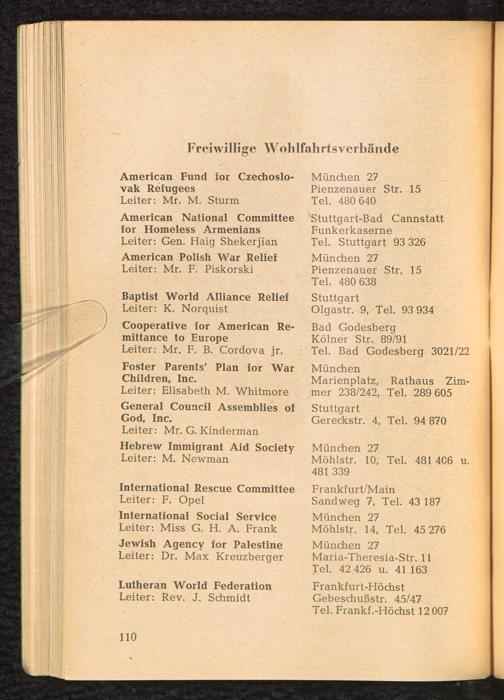 Freiwillige Wohlfahrtsverbände
American Fund for Czechoslo-
vak Refugees
Leiter: Mr. M. Sturm
München 27
Pienzenauer Str. 15
Tel. 480 640
American National Committee
for Homeless Armenians
Leiter: Gen. Haig Shekerjian
Stuttgart-Bad Cannstatt
Funkerkaserne
Tel. Stuttgart 93 326
American Polish War Relief
Leiter: Mr. F. Piskorski
München 27
Pienzenauer Str. 15
Tel. 480 638
Baptist World Alliance Relief
Leiter: K. Norquist
Stuttgart
Olgastr. 9, Tel. 93 934
Cooperative for American Re-
mittance to Europe
Leiter: Mr. F. B. Cordova jr.
Bad Godesberg
Kölner Str. 89/91
Tel. Bad Godesberg 3021/22
Foster Parents' Plan for War
Children, Inc.
Leiter: Elisabeth M. Whitmore
München
Marienplatz, Rathaus Zim-
mer 238/242, Tel. 289 605
General Council Assemblies of
God, Inc.
Leiter: Mr. G. Kinderman
Stuttgart
Gereckstr. 4, Tel. 94 870
Hebrew Immigrant Aid Society
Leiter: M. Newman
München 27
Möhlstr. 10, Tel. 481 406 u.
481 339
International Rescue Committee
Leiter: F. Opel
Frankfurt/Main
Sandweg 7, Tel. 43 187
International Social Service
Leiter: Miss G. H. A. Frank
München 27
Möhlstr. 14, Tel. 45 276
Jewish Agency for Palestine
Leiter: Dr. Max Kreuzberger
München 27
Maria-Theresia-Str. 11
Tel. 42 426 u. 41 163
Lutheran World Federation
Leiter: Rev. J. Schmidt
Frankfurt-Höchst
Gebeschußstr. 45/47
Tel. Frankf.-Höchst 12 007
110